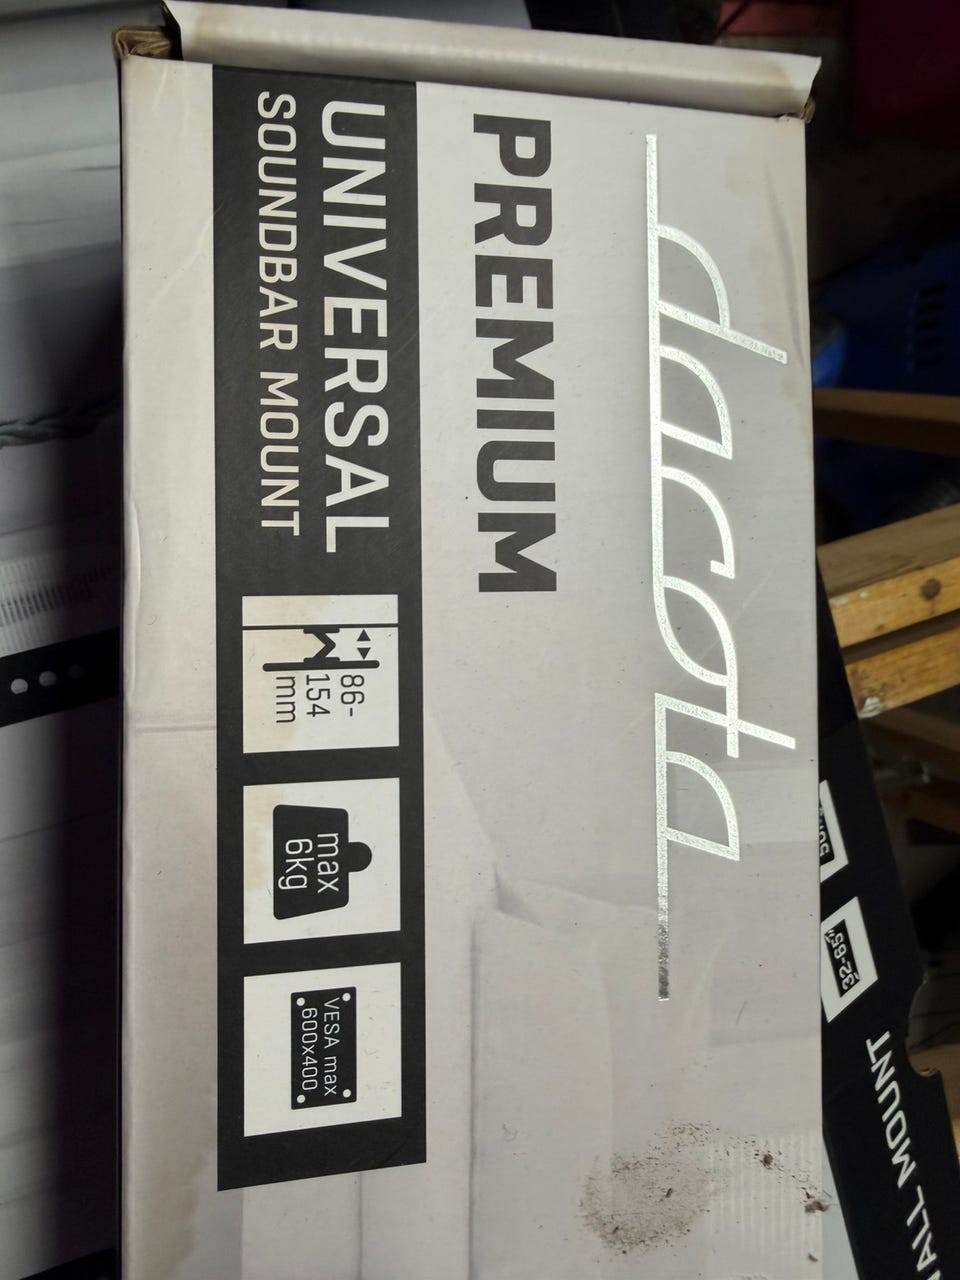 dacota
PREMIUM
UNIVERSAL
SOUNDBAR MOUNT
86-
154
mm
max
6kg
VESA max
600x400
32-65"
ALL MOUNT